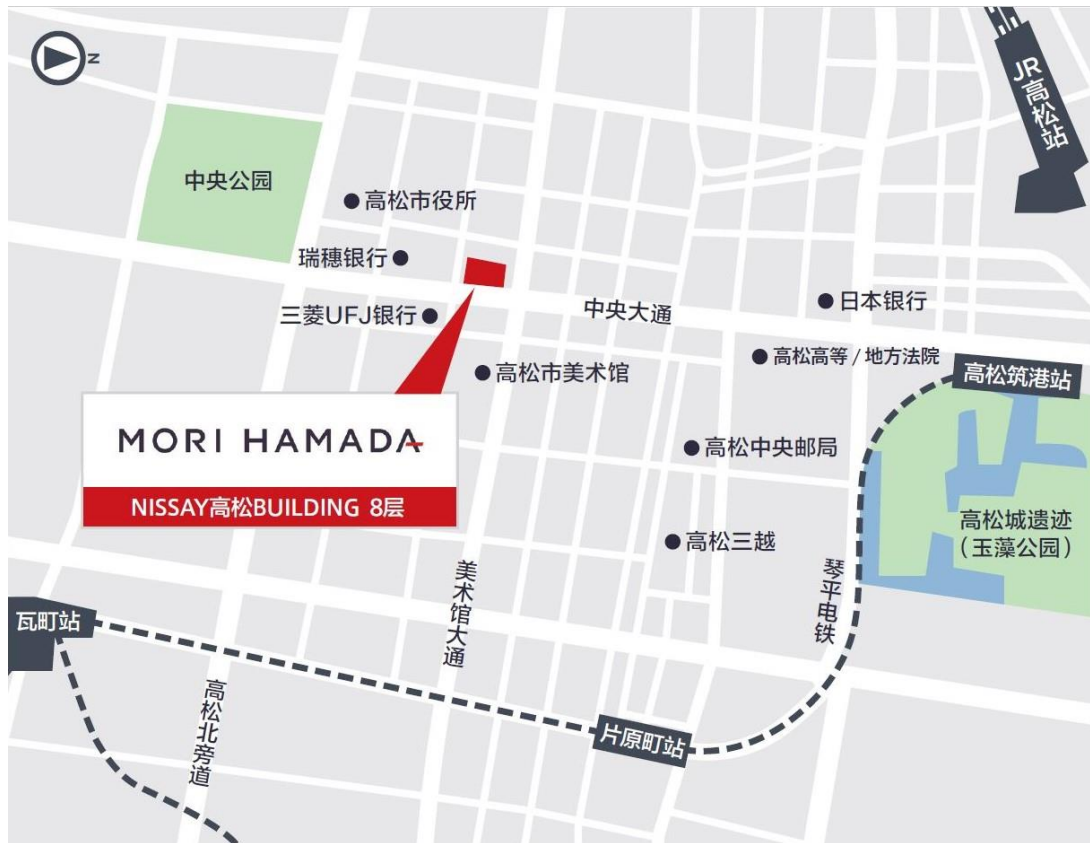 N
JR高松站
中央公园
高松市役所
瑞穗银行
三菱UFJ银行
中央大通
日本银行
高松高等 / 地方法院
高松筑港站
高松市美术馆
MORI HAMADA
NISSAY高松BUILDING 8层
高松中央邮局
高松城遗迹
（玉藻公园）
高松三越
琴平电铁
美术馆大通
瓦町站
高松北旁道
片原町站